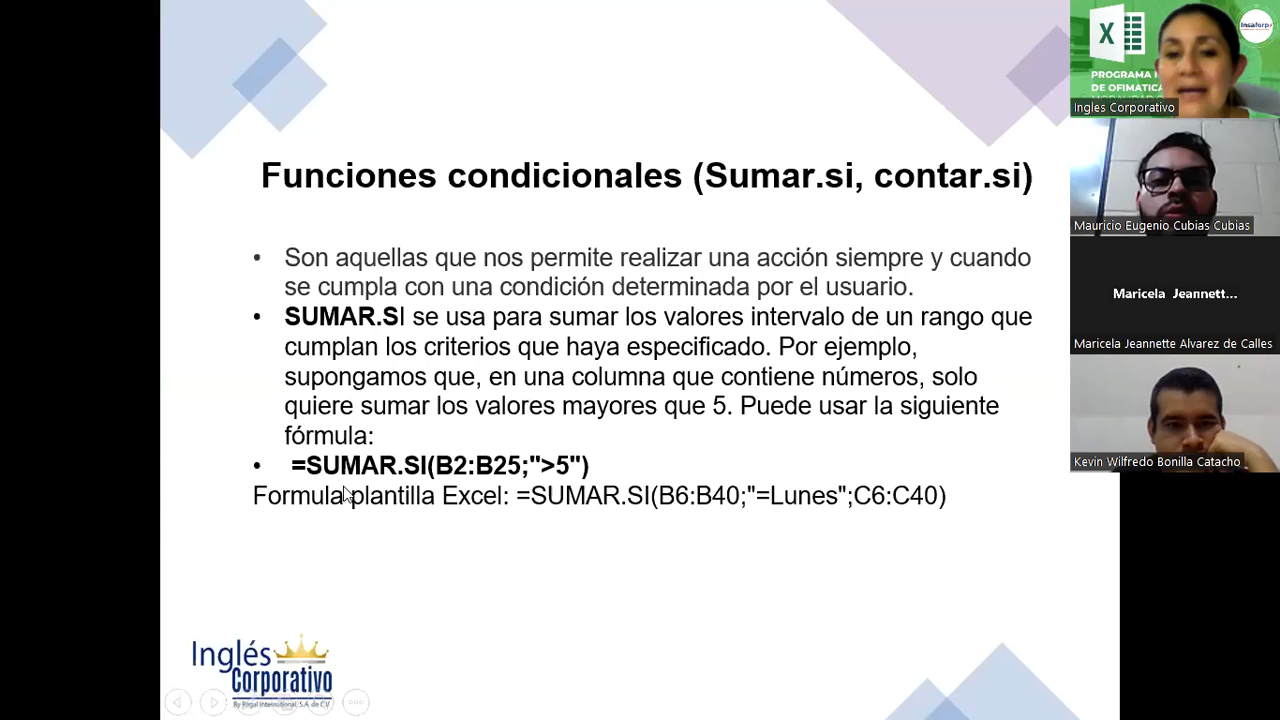 Funciones condicionales (Sumar.si, contar.si)
• Son aquellas que nos permite realizar una acción siempre y cuando
se cumpla con una condición determinada por el usuario.
• SUMAR.SI se usa para sumar los valores intervalo de un rango que
cumplan los criterios que haya especificado. Por ejemplo,
supongamos que, en una columna que contiene números, solo
quiere sumar los valores mayores que 5. Puede usar la siguiente
fórmula:
• =SUMAR.SI(B2:B25;">5")
Formula plantilla Excel: =SUMAR.SI(B6:B40;"=Lunes";C6:C40)
Inglés
Corporativo
By Regal International, S.A. de C.V.
X
Insaforp
PROGRAMA
DE OFIMATICA
Ingles Corporativo
Mauricio Eugenio Cubias Cubias
Maricela Jeannett...
Maricela Jeannette Alvarez de Calles
Kevin Wilfredo Bonilla Catacho